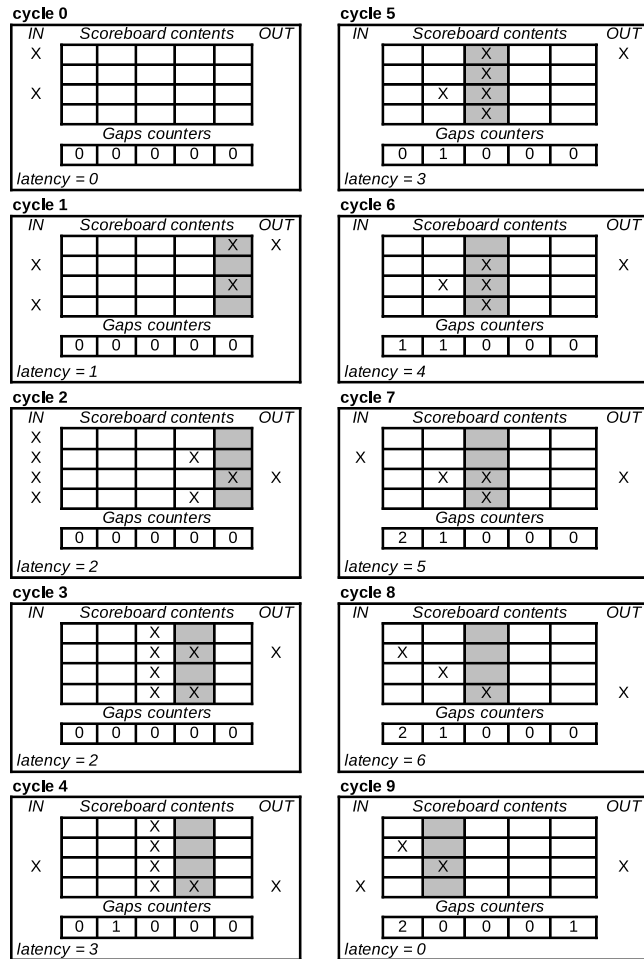 cycle 0
IN Scoreboard contents OUT
X
X
Gaps counters
0 0 0 0 0
latency = 0
cycle 1
IN Scoreboard contents OUT
X X
X
X
X
Gaps counters
0 0 0 0 0
latency = 1
cycle 2
IN Scoreboard contents OUT
X
X X
X X X
X X
Gaps counters
0 0 0 0 0
latency = 2
cycle 3
IN Scoreboard contents OUT
X
X X X
X
X X
Gaps counters
0 0 0 0 0
latency = 2
cycle 4
IN Scoreboard contents OUT
X
X
X X
X X X
Gaps counters
0 1 0 0 0
latency = 3
cycle 5
IN Scoreboard contents OUT
X X
X
X X
X
Gaps counters
0 1 0 0 0
latency = 3
cycle 6
IN Scoreboard contents OUT
X X
X X
X
Gaps counters
1 1 0 0 0
latency = 4
cycle 7
IN Scoreboard contents OUT
X
X X X
X
Gaps counters
2 1 0 0 0
latency = 5
cycle 8
IN Scoreboard contents OUT
X
X
X X
Gaps counters
2 1 0 0 0
latency = 6
cycle 9
IN Scoreboard contents OUT
X
X X
X
Gaps counters
2 0 0 0 1
latency = 0